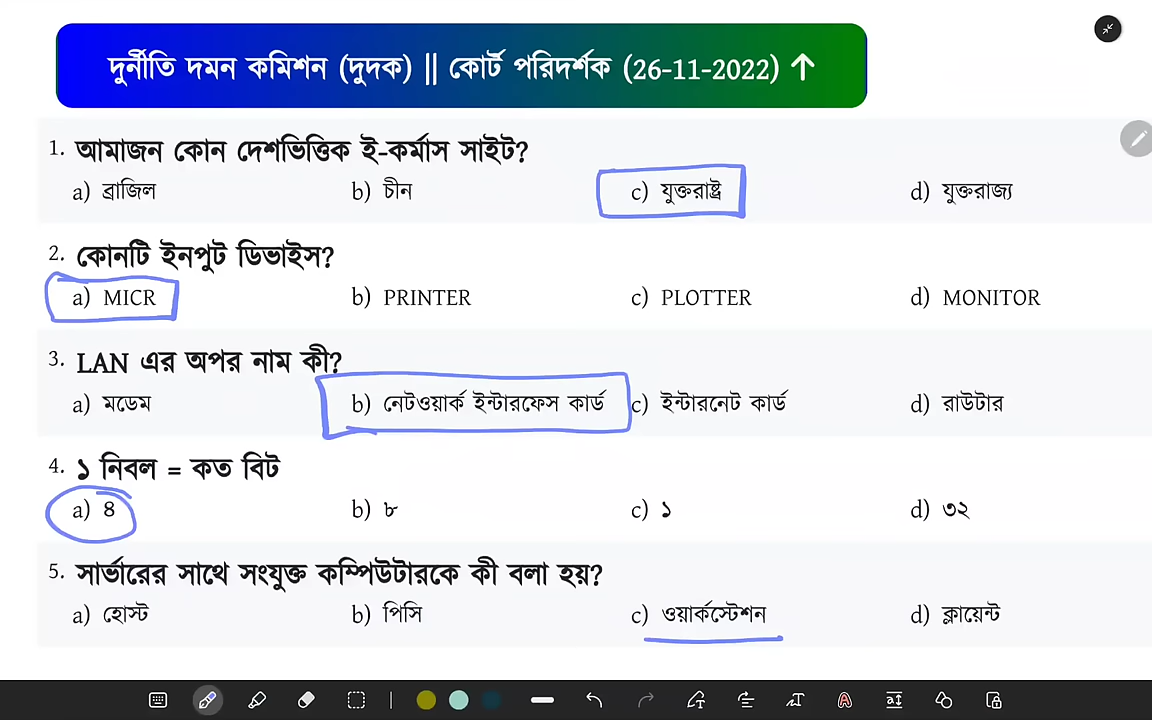 দুর্নীতি দমন কমিশন (দুদক) || কোর্ট পরিদর্শক (26-11-2022) ↑
1. আমাজন কোন দেশভিত্তিক ই-কর্মাস সাইট?
a) ব্রাজিল b) চীন c) যুক্তরাষ্ট্র d) যুক্তরাজ্য
2. কোনটি ইনপুট ডিভাইস?
a) MICR b) PRINTER c) PLOTTER d) MONITOR
3. LAN এর অপর নাম কী?
a) মডেম b) নেটওয়ার্ক ইন্টারফেস কার্ড c) ইন্টারনেট কার্ড d) রাউটার
4. ১ নিবল = কত বিট
a) ৪ b) ৮ c) ১ d) ৩২
5. সার্ভারের সাথে সংযুক্ত কম্পিউটারকে কী বলা হয়?
a) হোস্ট b) পিসি c) ওয়ার্কস্টেশন d) ক্লায়েন্ট